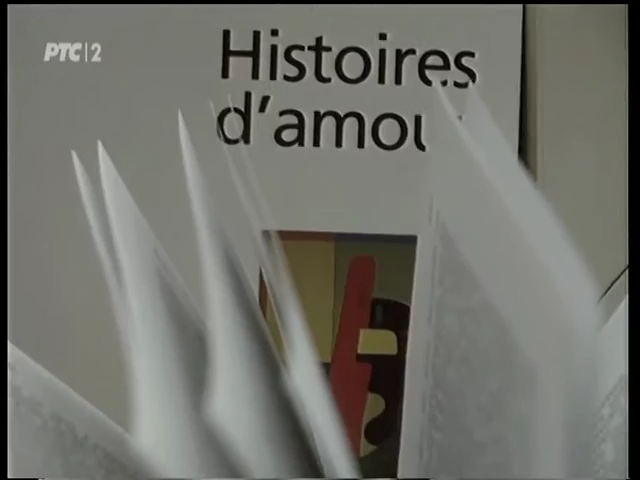 РТС|2
Histoires
d'amou